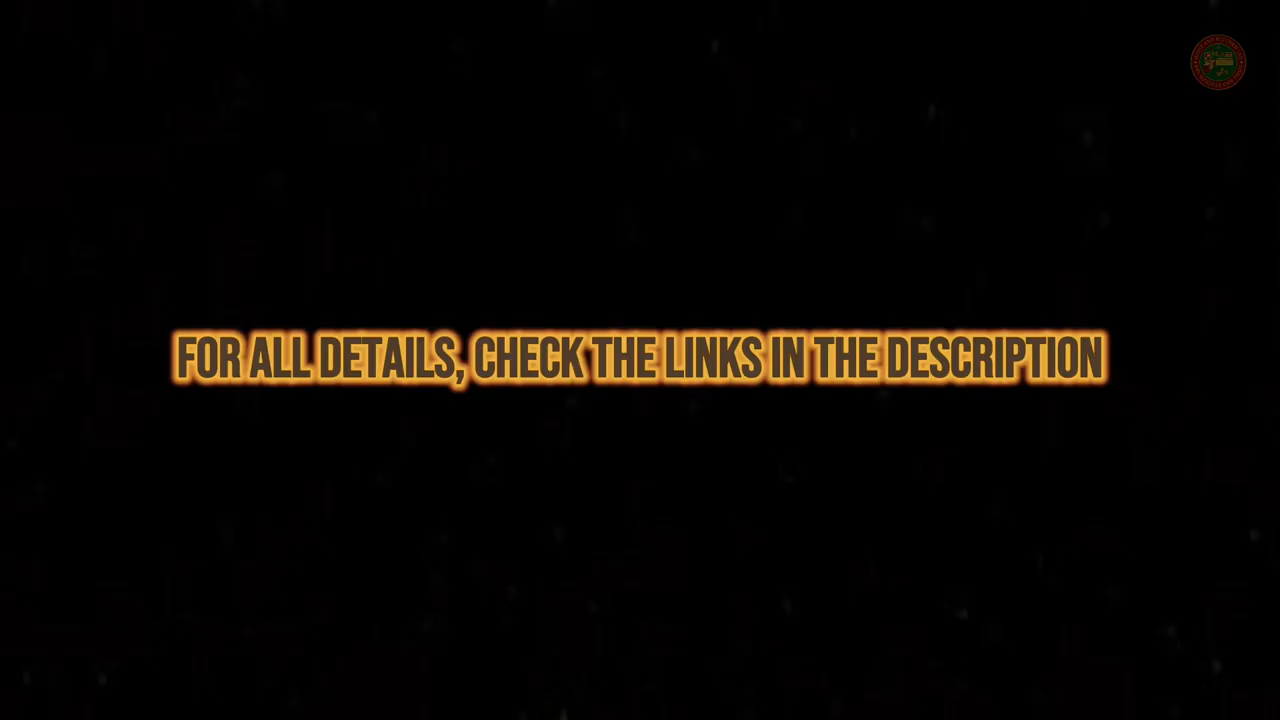 FOR ALL DETAILS, CHECK THE LINKS IN THE DESCRIPTION